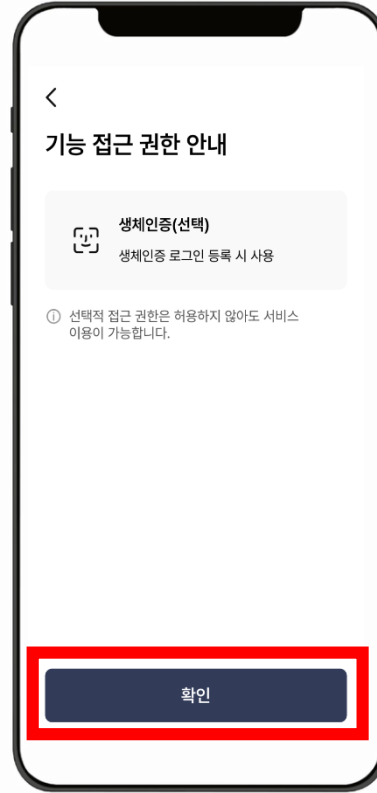 기능 접근 권한 안내
생체인증(선택)
생체인증 로그인 등록 시 사용
선택적 접근 권한은 허용하지 않아도 서비스
이용이 가능합니다.
확인